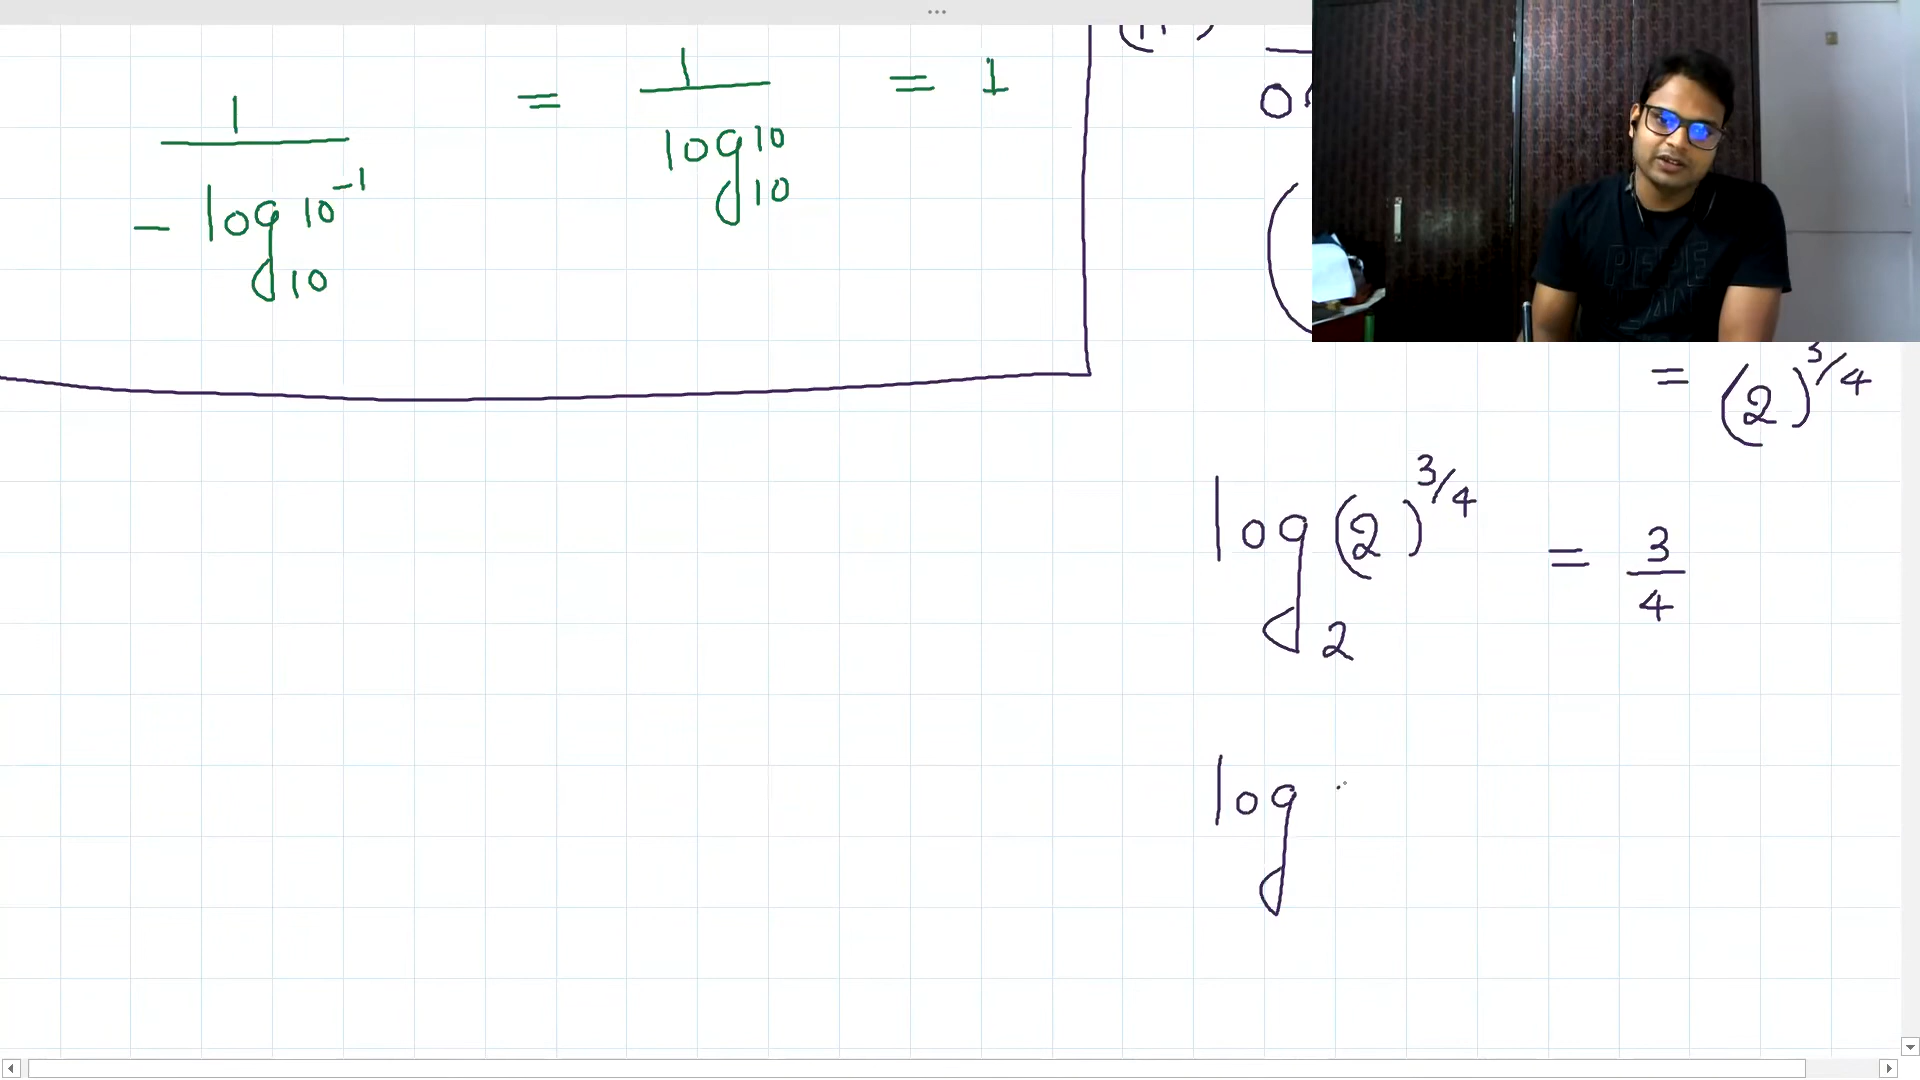 1 / - log₁₀ 10⁻¹ = 1 / log₁₀ 10 = 1
= (2)^3/4
log₂ (2)^3/4 = 3/4
log